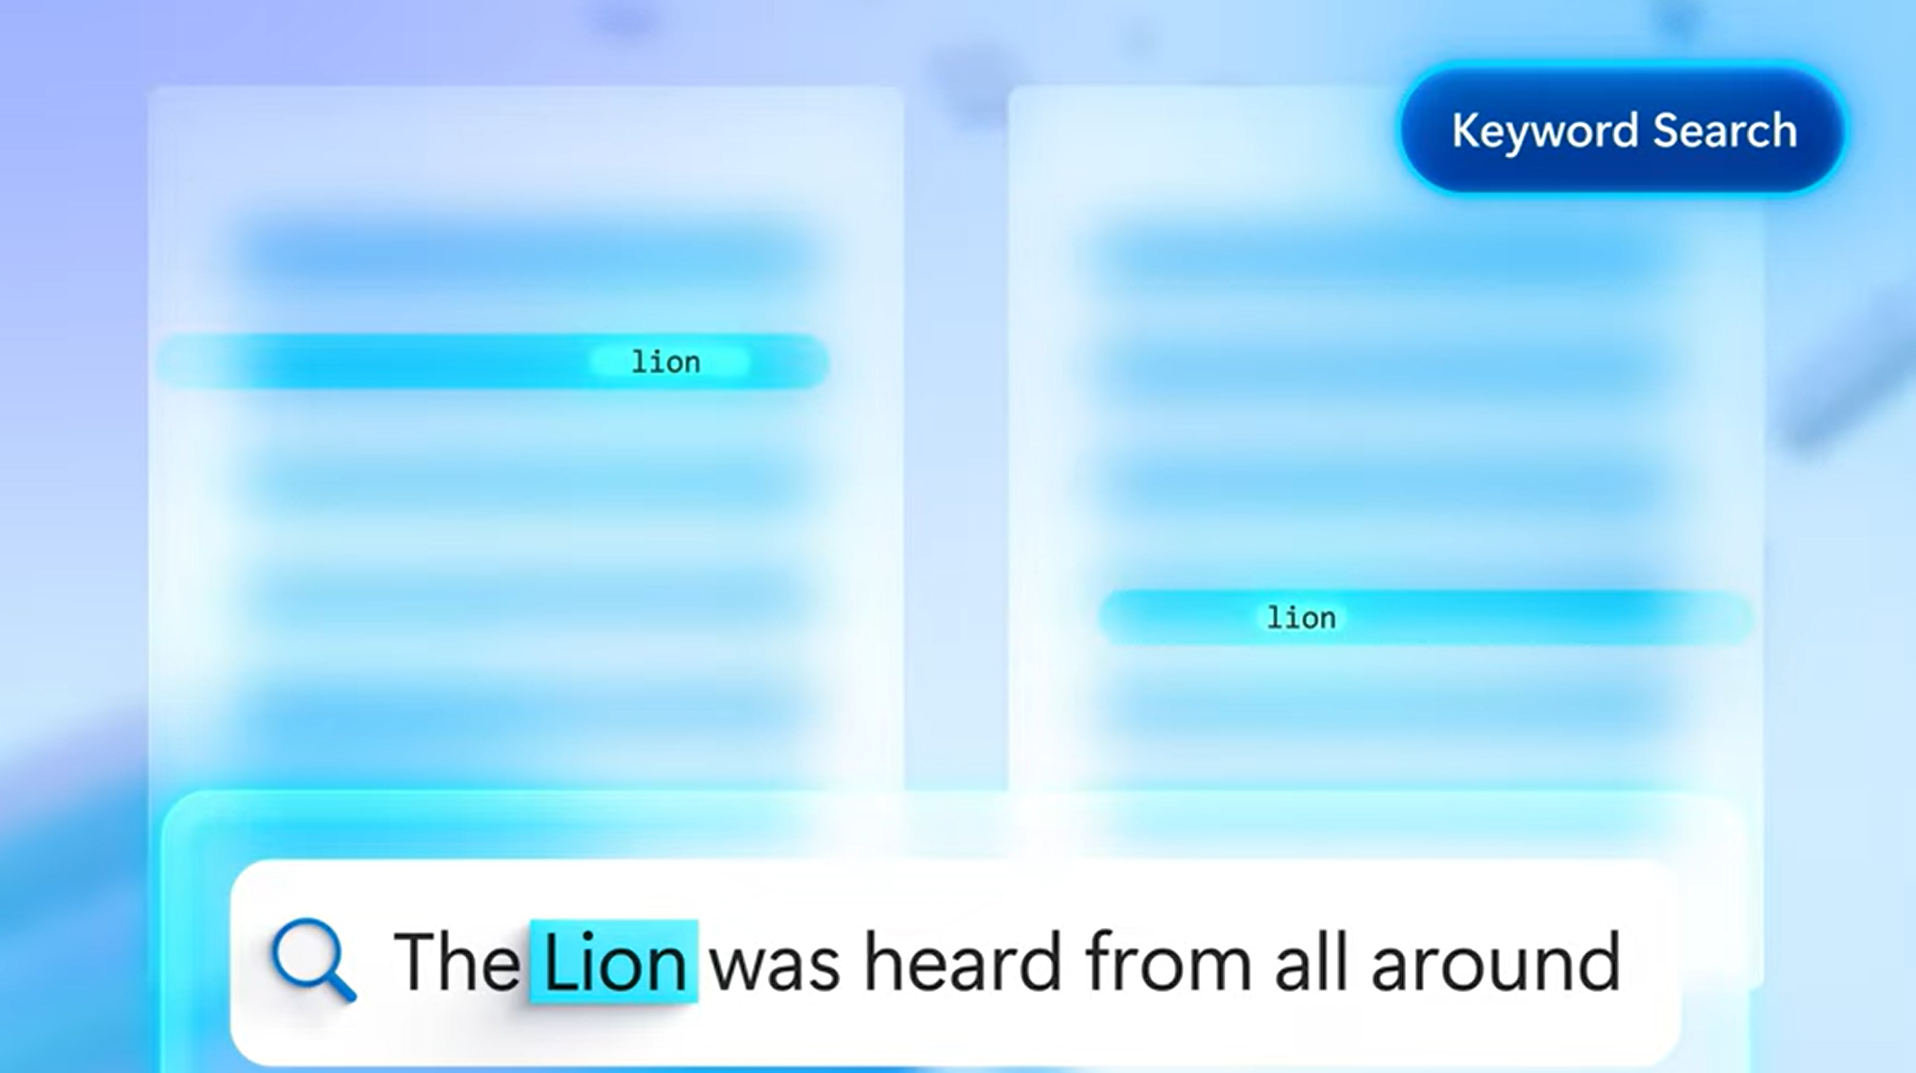 Keyword Search
lion
lion
The Lion was heard from all around